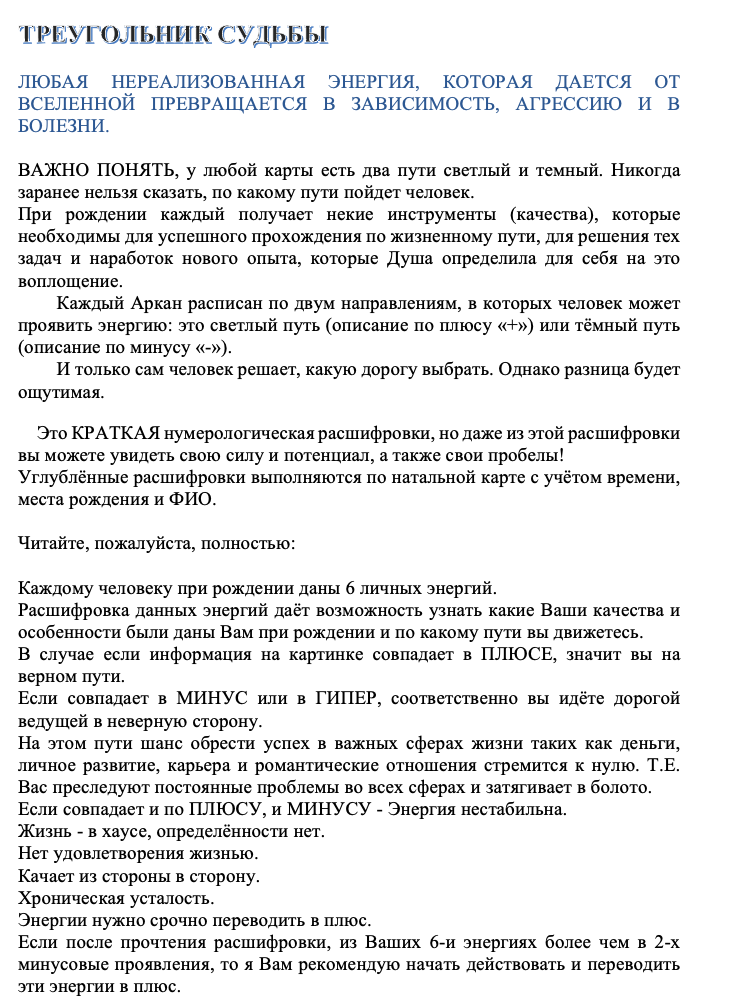 ТРЕУГОЛЬНИК СУДЬБЫ
ЛЮБАЯ НЕРЕАЛИЗОВАННАЯ ЭНЕРГИЯ, КОТОРАЯ ДАЕТСЯ ОТ
ВСЕЛЕННОЙ ПРЕВРАЩАЕТСЯ В ЗАВИСИМОСТЬ, АГРЕССИЮ И В
БОЛЕЗНИ.
ВАЖНО ПОНЯТЬ, у любой карты есть два пути светлый и темный. Никогда
заранее нельзя сказать, по какому пути пойдет человек.
При рождении каждый получает некие инструменты (качества), которые
необходимы для успешного прохождения по жизненному пути, для решения тех
задач и наработок нового опыта, которые Душа определила для себя на это
воплощение.
Каждый Аркан расписан по двум направлениям, в которых человек может
проявить энергию: это светлый путь (описание по плюсу «+») или тёмный путь
(описание по минусу «-»).
И только сам человек решает, какую дорогу выбрать. Однако разница будет
ощутимая.
Это КРАТКАЯ нумерологическая расшифровки, но даже из этой расшифровки
вы можете увидеть свою силу и потенциал, а также свои пробелы!
Углублённые расшифровки выполняются по натальной карте с учётом времени,
места рождения и ФИО.
Читайте, пожалуйста, полностью:
Каждому человеку при рождении даны 6 личных энергий.
Расшифровка данных энергий даёт возможность узнать какие Ваши качества и
особенности были даны Вам при рождении и по какому пути вы движетесь.
В случае если информация на картинке совпадает в ПЛЮСЕ, значит вы на
верном пути.
Если совпадает в МИНУС или в ГИПЕР, соответственно вы идёте дорогой
ведущей в неверную сторону.
На этом пути шанс обрести успех в важных сферах жизни таких как деньги,
личное развитие, карьера и романтические отношения стремится к нулю. Т.Е.
Вас преследуют постоянные проблемы во всех сферах и затягивает в болото.
Если совпадает и по ПЛЮСУ, и МИНУСУ - Энергия нестабильна.
Жизнь - в хаусе, определённости нет.
Нет удовлетворения жизнью.
Качает из стороны в сторону.
Хроническая усталость.
Энергии нужно срочно переводить в плюс.
Если после прочтения расшифровки, из Ваших 6-и энергиях более чем в 2-х
минусовые проявления, то я Вам рекомендую начать действовать и переводить
эти энергии в плюс.